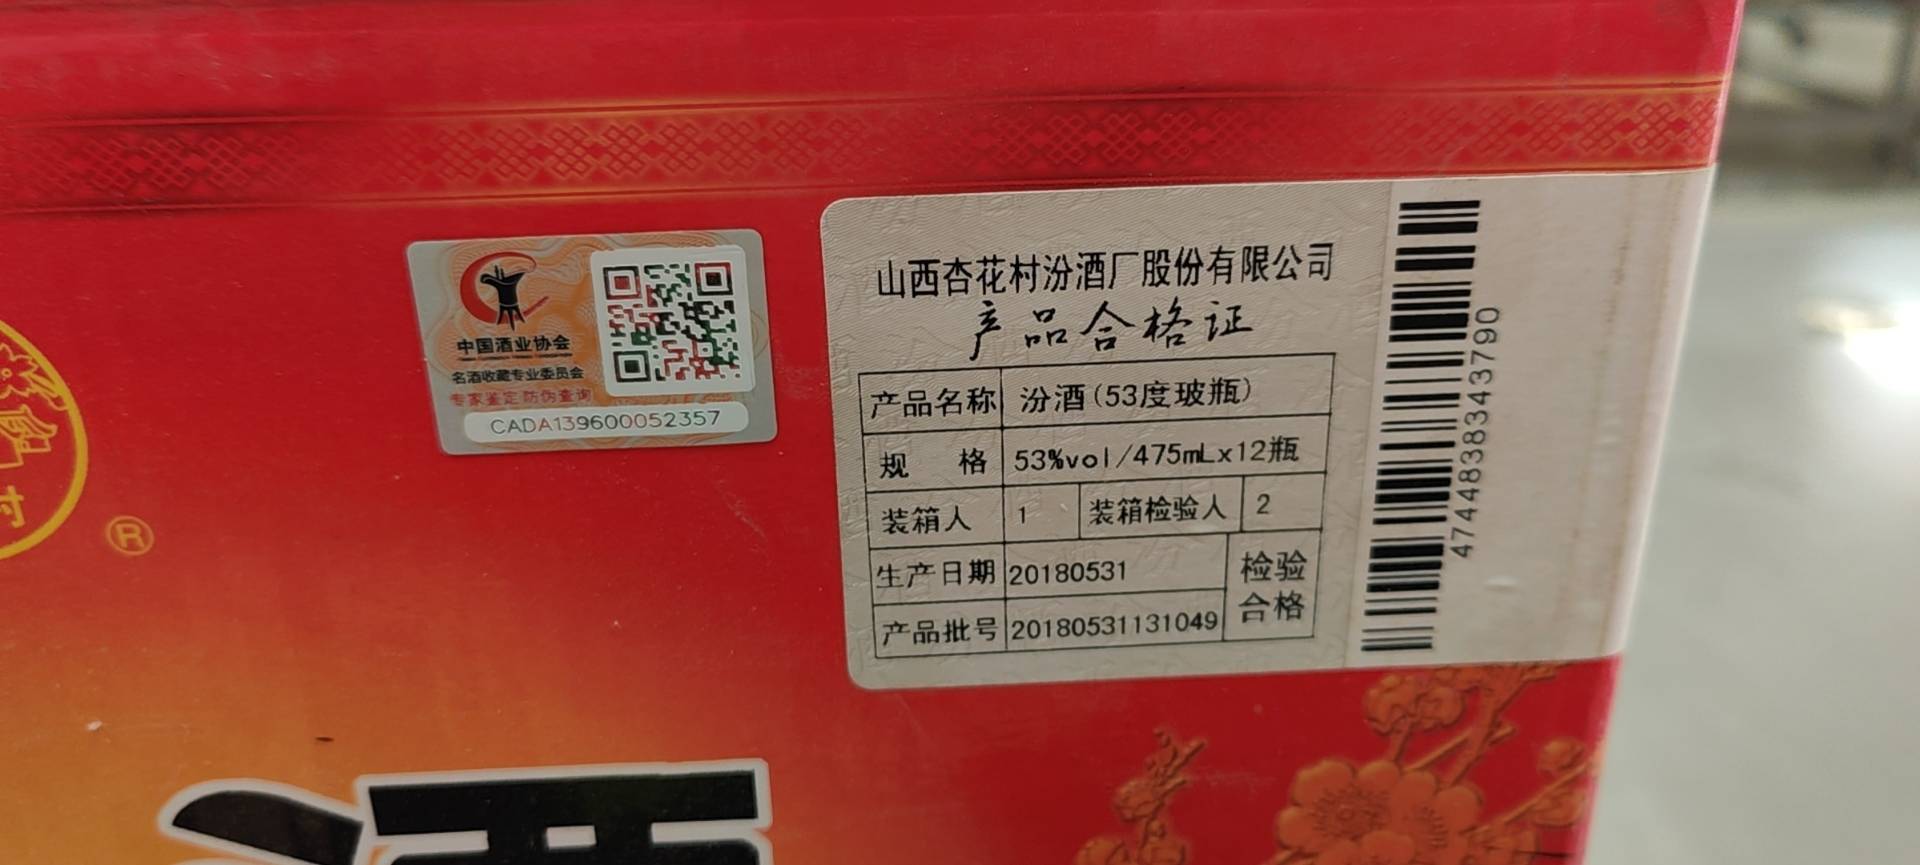 中国酒业协会
名酒收藏专业委员会
专家鉴定防伪查询
CADA139600052357
村
®
山西杏花村汾酒厂股份有限公司
产品合格证
产品名称 汾酒(53度玻瓶)
规 格 53%vol/475mLx12瓶
装箱人 1 装箱检验人 2
生产日期 20180531 检验
产品批号 20180531131049 合格
4744838343790
酒